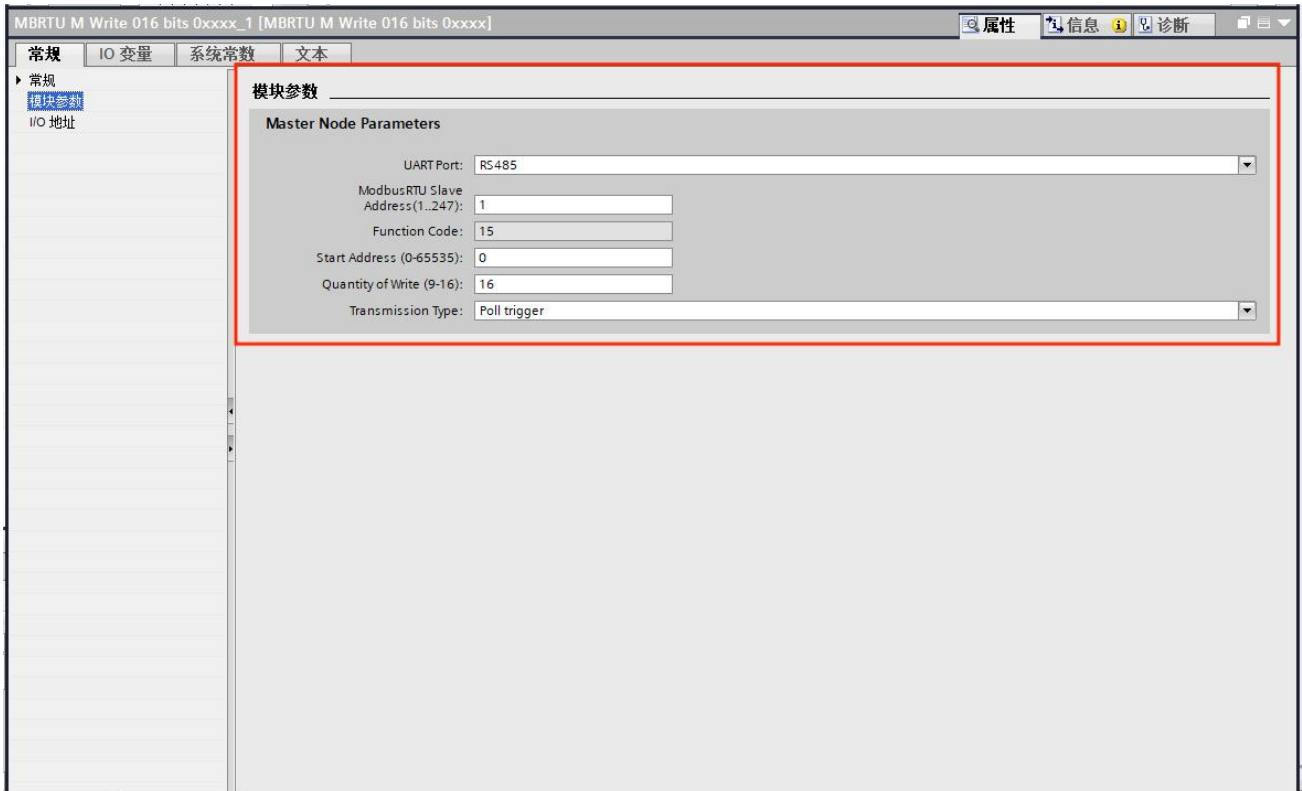 MBRTU M Write 016 bits 0xxxx_1 [MBRTU M Write 016 bits 0xxxx]
属性 信息 诊断
常规 IO 变量 系统常数 文本
常规
模块参数
I/O 地址
模块参数
Master Node Parameters
UART Port: RS485
ModbusRTU Slave
Address(1..247): 1
Function Code: 15
Start Address (0-65535): 0
Quantity of Write (9-16): 16
Transmission Type: Poll trigger